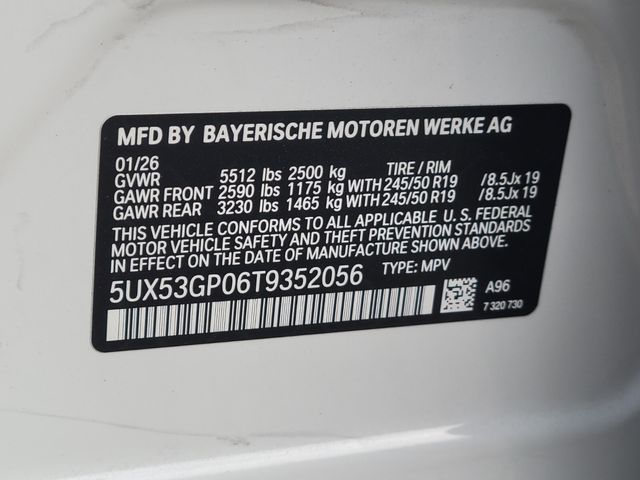 MFD BY BAYERISCHE MOTOREN WERKE AG
01/26 TIRE / RIM
GVWR 5512 lbs 2500 kg
GAWR FRONT 2590 lbs 1175 kg WITH 245/50 R19 /8.5Jx 19
GAWR REAR 3230 lbs 1465 kg WITH 245/50 R19 /8.5Jx 19
THIS VEHICLE CONFORMS TO ALL APPLICABLE U. S. FEDERAL
MOTOR VEHICLE SAFETY AND THEFT PREVENTION STANDARDS
IN EFFECT ON THE DATE OF MANUFACTURE SHOWN ABOVE.
5UX53GP06T9352056 TYPE: MPV
A96
7 320 730